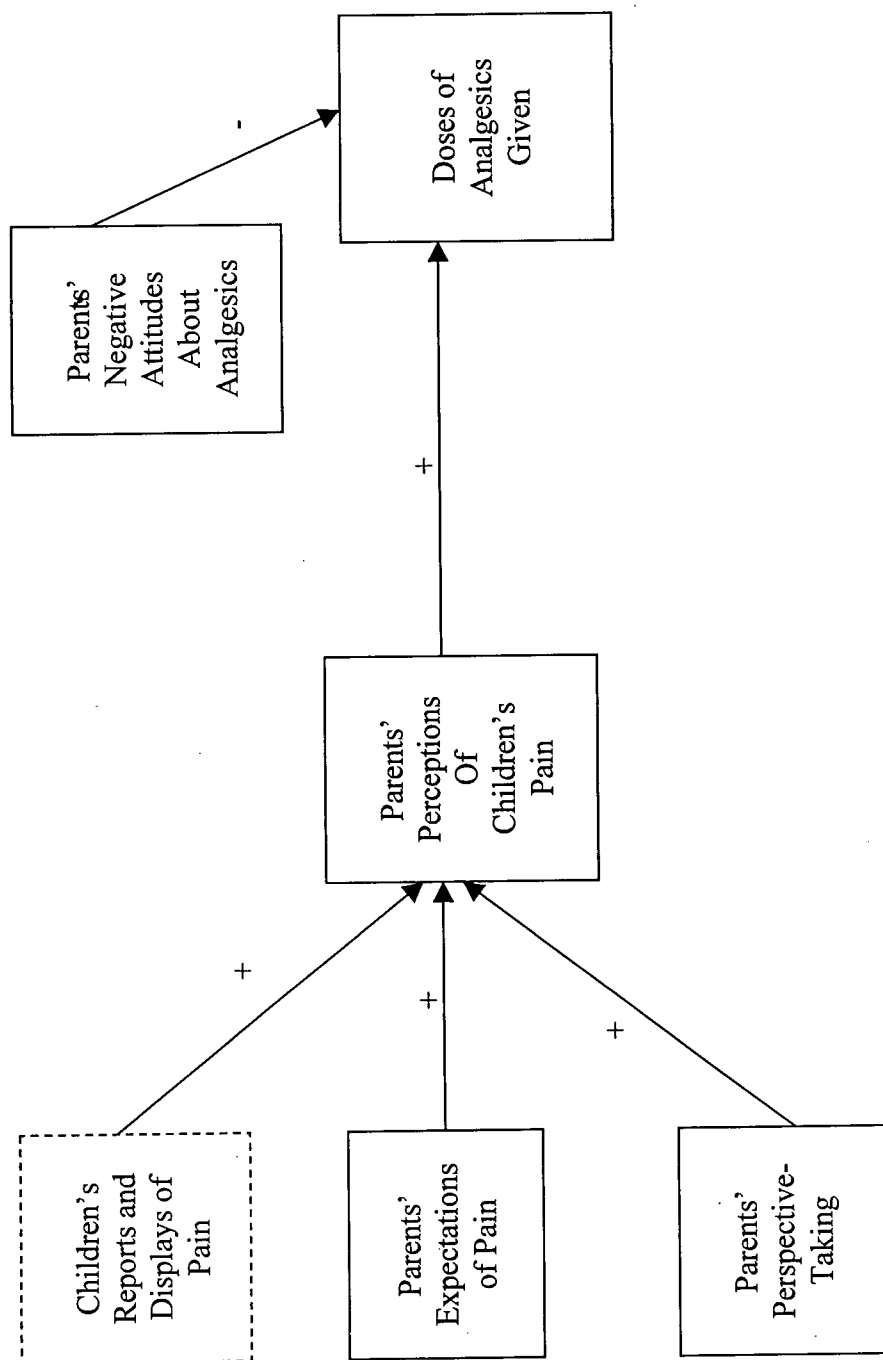 Children's
Reports and
Displays of
Pain
+
Parents'
Expectations
of Pain
+
Parents'
Perspective-
Taking
+
Parents'
Perceptions
Of
Children's
Pain
+
Parents'
Negative
Attitudes
About
Analgesics
-
Doses of
Analgesics
Given